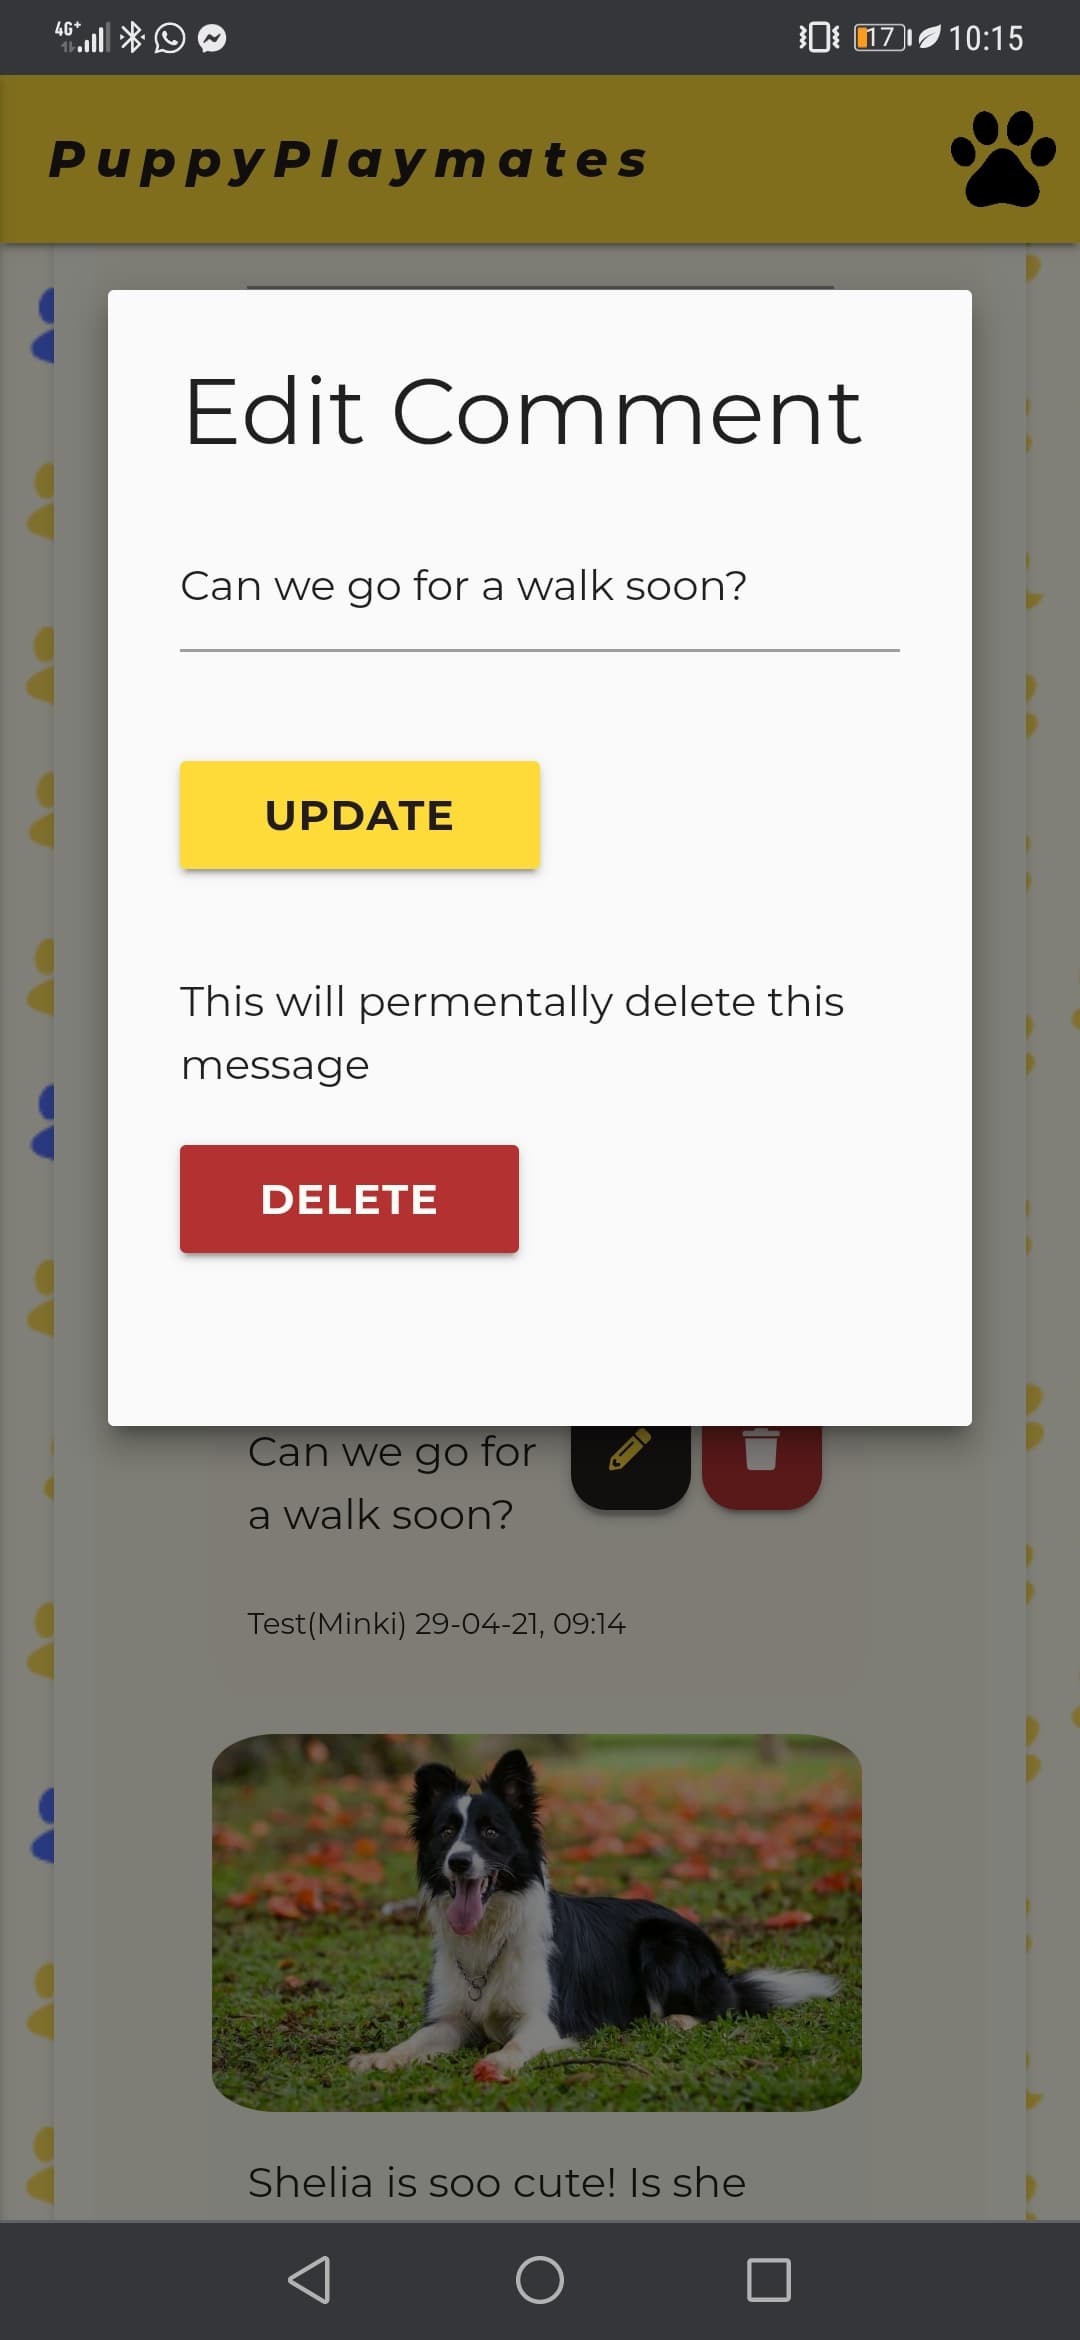 4G+
17
10:15
PuppyPlaymates
Edit Comment
Can we go for a walk soon?
UPDATE
This will permentally delete this
message
DELETE
Can we go for
a walk soon?
Test(Minki) 29-04-21, 09:14
Shelia is soo cute! Is she